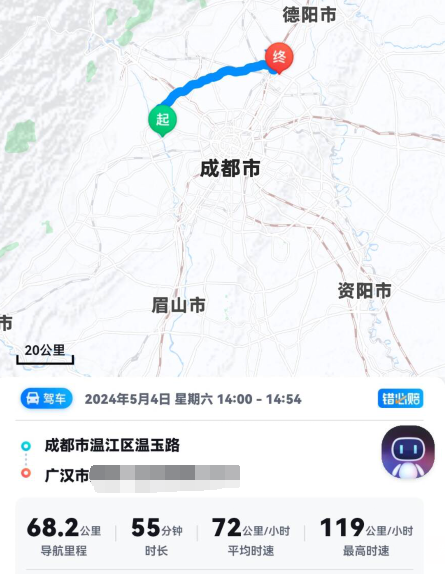 德阳市
终
起
成都市
眉山市
资阳市
市
20公里
驾车 2024年5月4日 星期六 14:00 - 14:54
成都市温江区温玉路
广汉市
68.2公里 55分钟 72公里/小时 119公里/小时
导航里程 时长 平均时速 最高时速